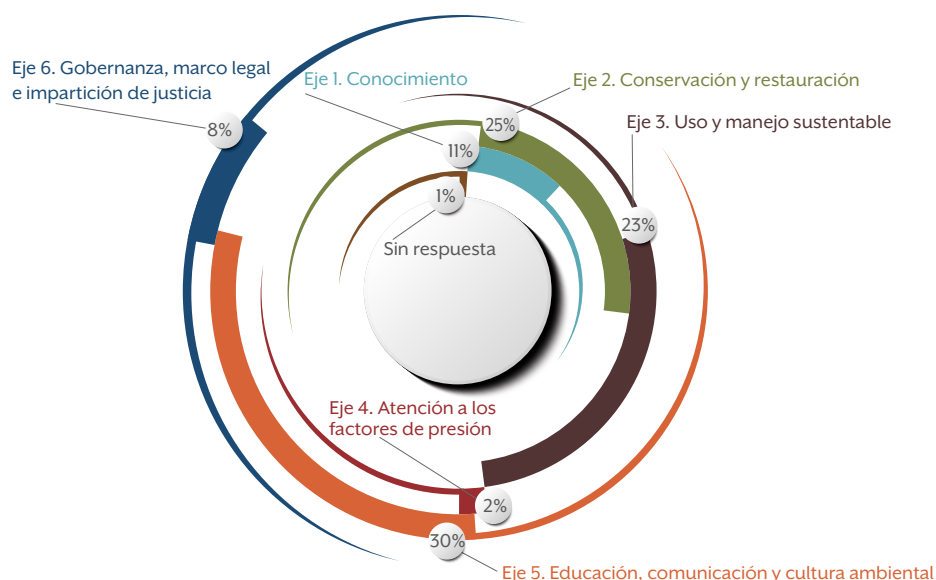 Eje 6. Gobernanza, marco legal
e impartición de justicia
8%
Eje 1. Conocimiento
11%
Eje 2. Conservación y restauración
25%
Eje 3. Uso y manejo sustentable
23%
1%
Sin respuesta
Eje 4. Atención a los
factores de presión
2%
30%
Eje 5. Educación, comunicación y cultura ambiental